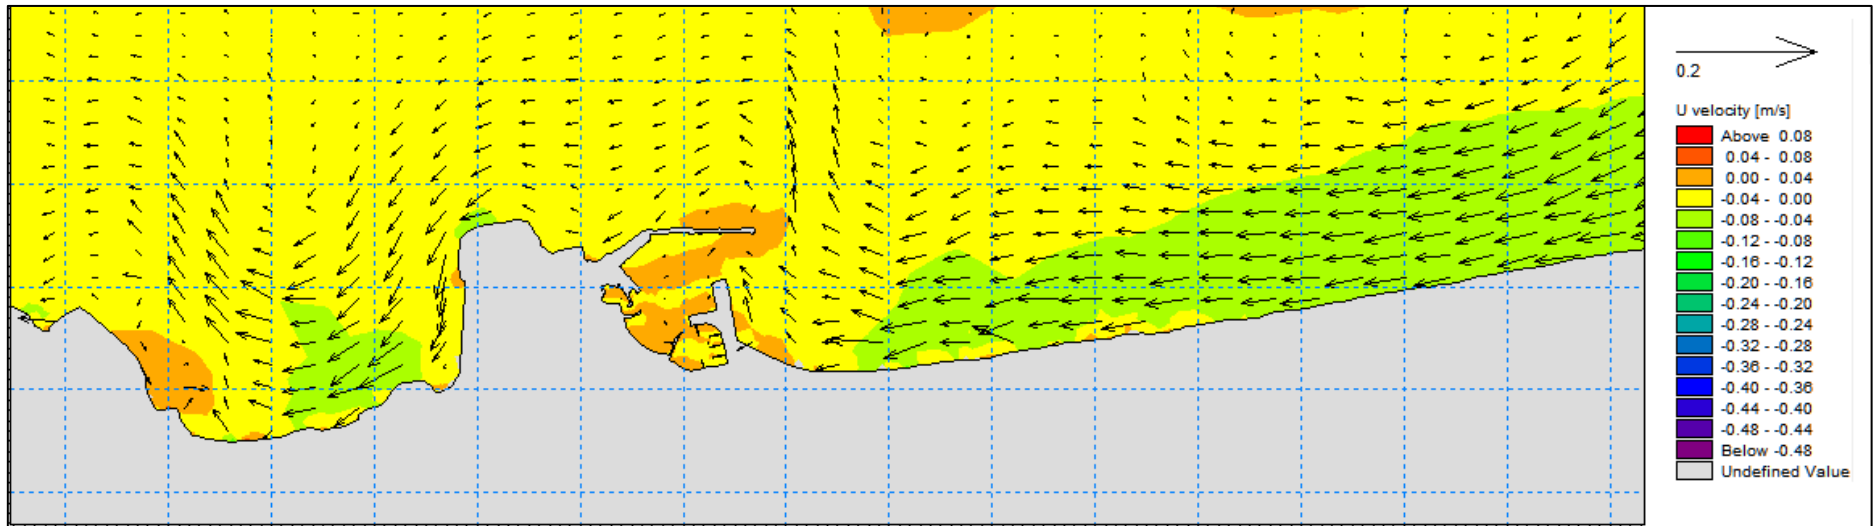 0.2
U velocity [m/s]
Above 0.08
0.04 - 0.08
0.00 - 0.04
-0.04 - 0.00
-0.08 - -0.04
-0.12 - -0.08
-0.16 - -0.12
-0.20 - -0.16
-0.24 - -0.20
-0.28 - -0.24
-0.32 - -0.28
-0.36 - -0.32
-0.40 - -0.36
-0.44 - -0.40
-0.48 - -0.44
Below -0.48
Undefined Value